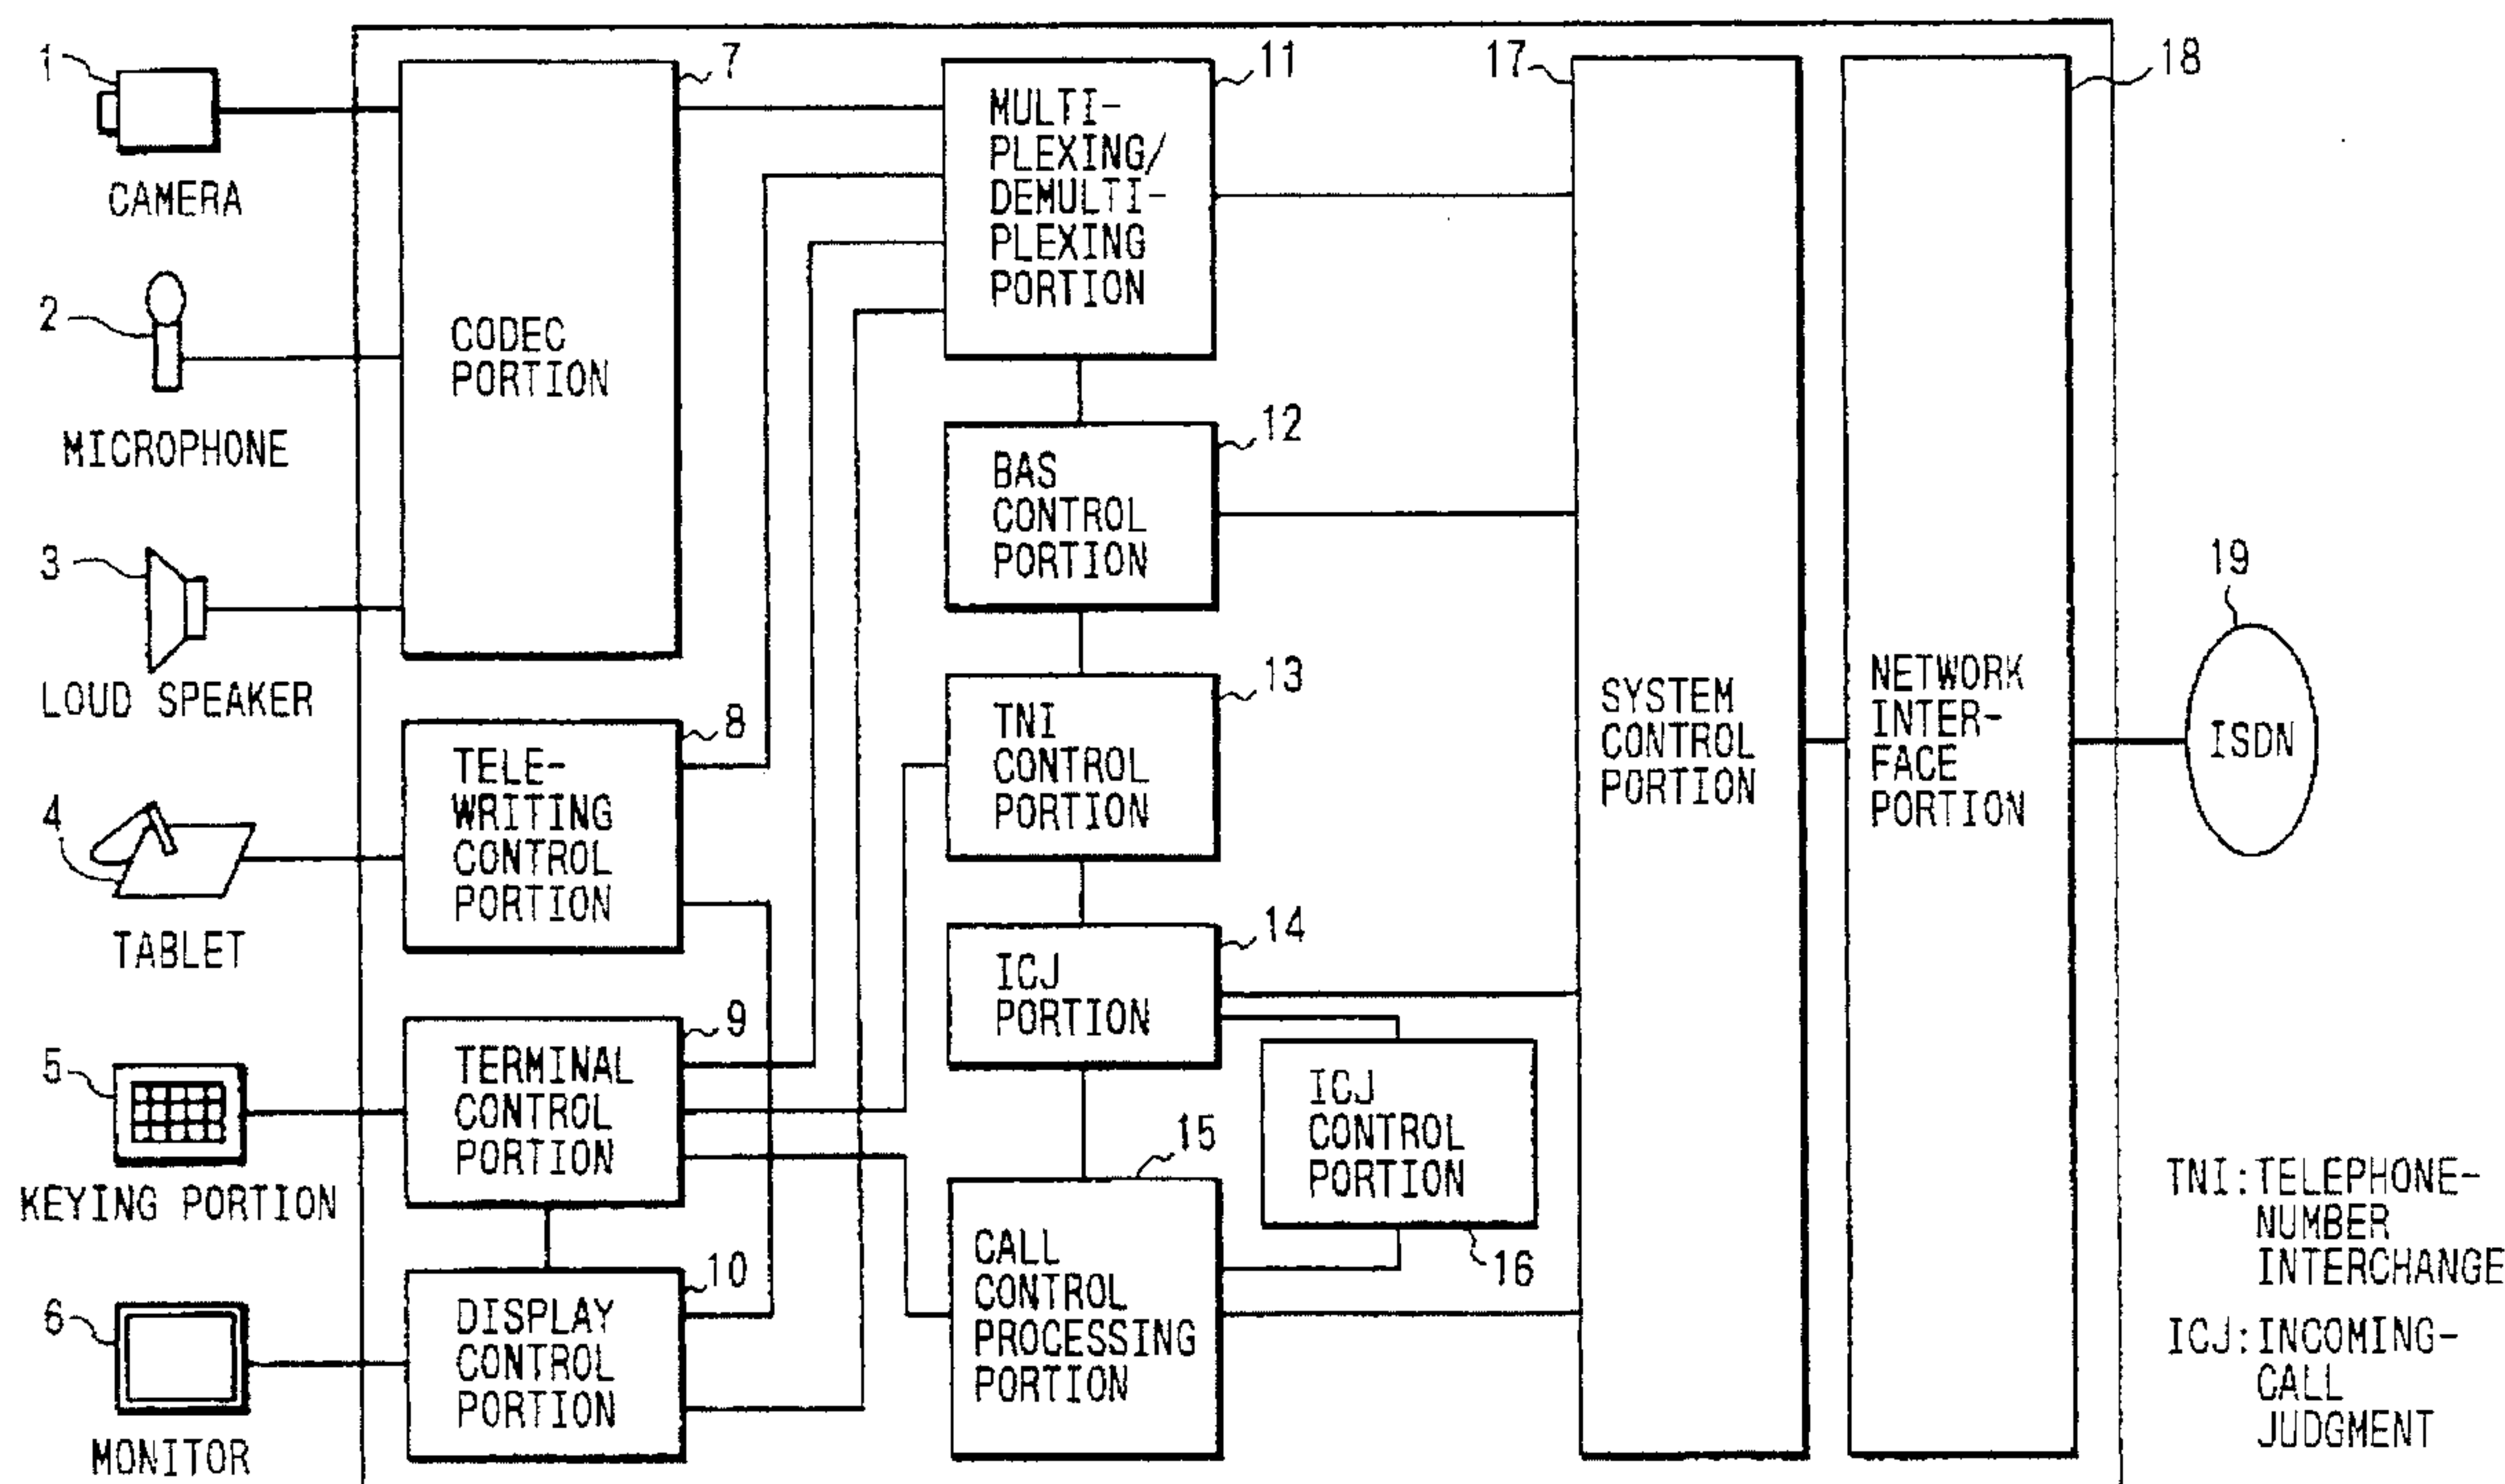 1
CAMERA
2
MICROPHONE
3
LOUD SPEAKER
4
TABLET
5
KEYING PORTION
6
MONITOR
7
CODEC
PORTION
8
TELE-
WRITING
CONTROL
PORTION
9
TERMINAL
CONTROL
PORTION
10
DISPLAY
CONTROL
PORTION
11
MULTI-
PLEXING/
DEMULTI-
PLEXING
PORTION
12
BAS
CONTROL
PORTION
13
TNI
CONTROL
PORTION
14
ICJ
PORTION
15
CALL
CONTROL
PROCESSING
PORTION
ICJ
CONTROL
PORTION
16
17
SYSTEM
CONTROL
PORTION
18
NETWORK
INTER-
FACE
PORTION
19
ISDN
TNI:TELEPHONE-
NUMBER
INTERCHANGE
ICJ:INCOMING-
CALL
JUDGMENT